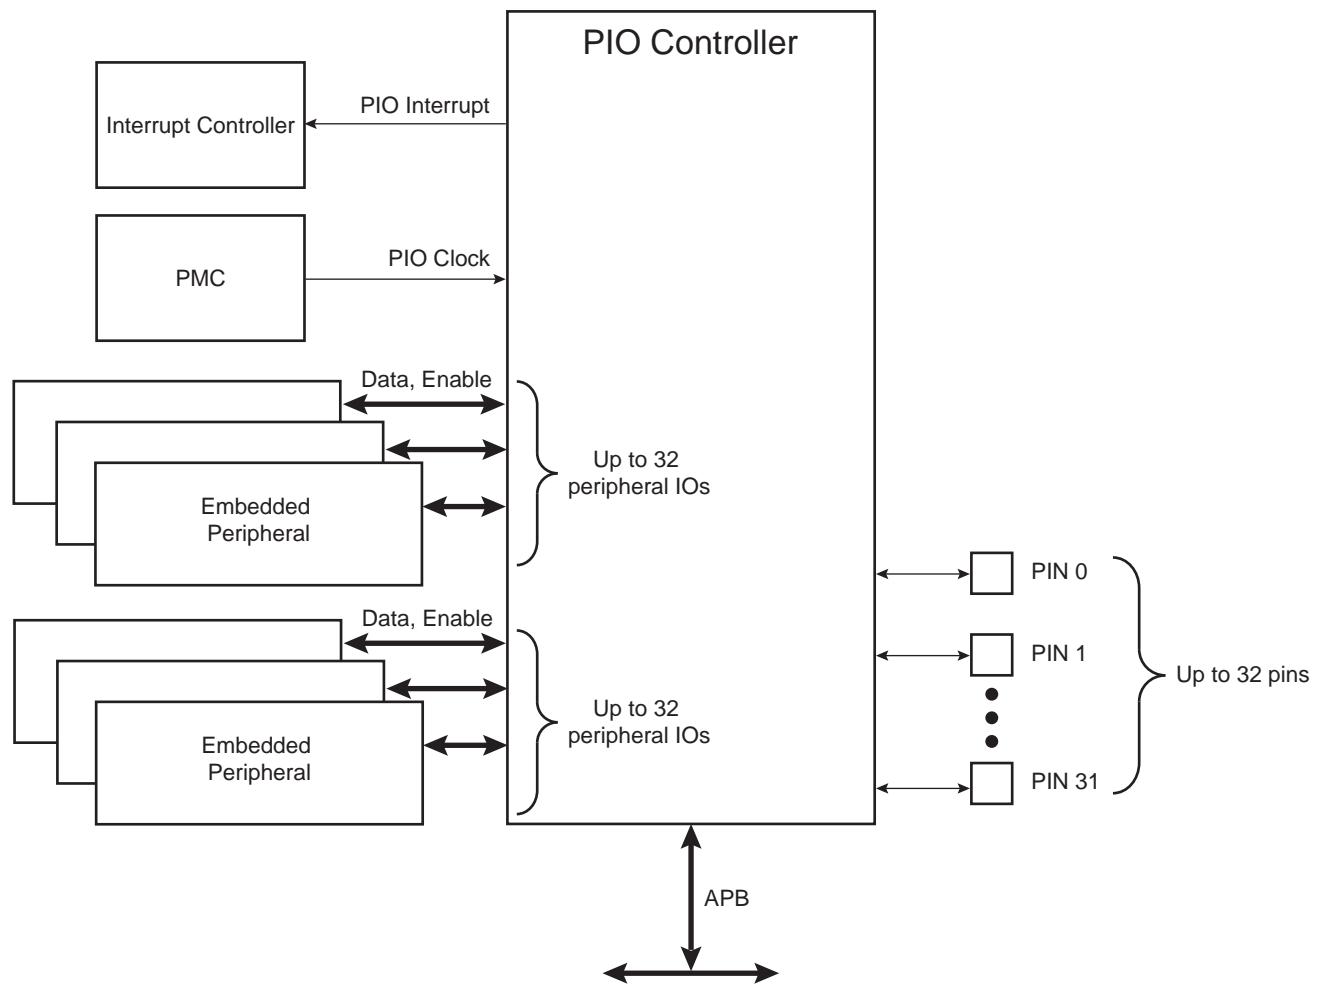 PIO Controller
PIO Interrupt
Interrupt Controller
PIO Clock
PMC
Data, Enable
Up to 32
peripheral IOs
Embedded
Peripheral
PIN 0
Data, Enable
PIN 1
Up to 32 pins
Up to 32
peripheral IOs
Embedded
Peripheral
PIN 31
APB